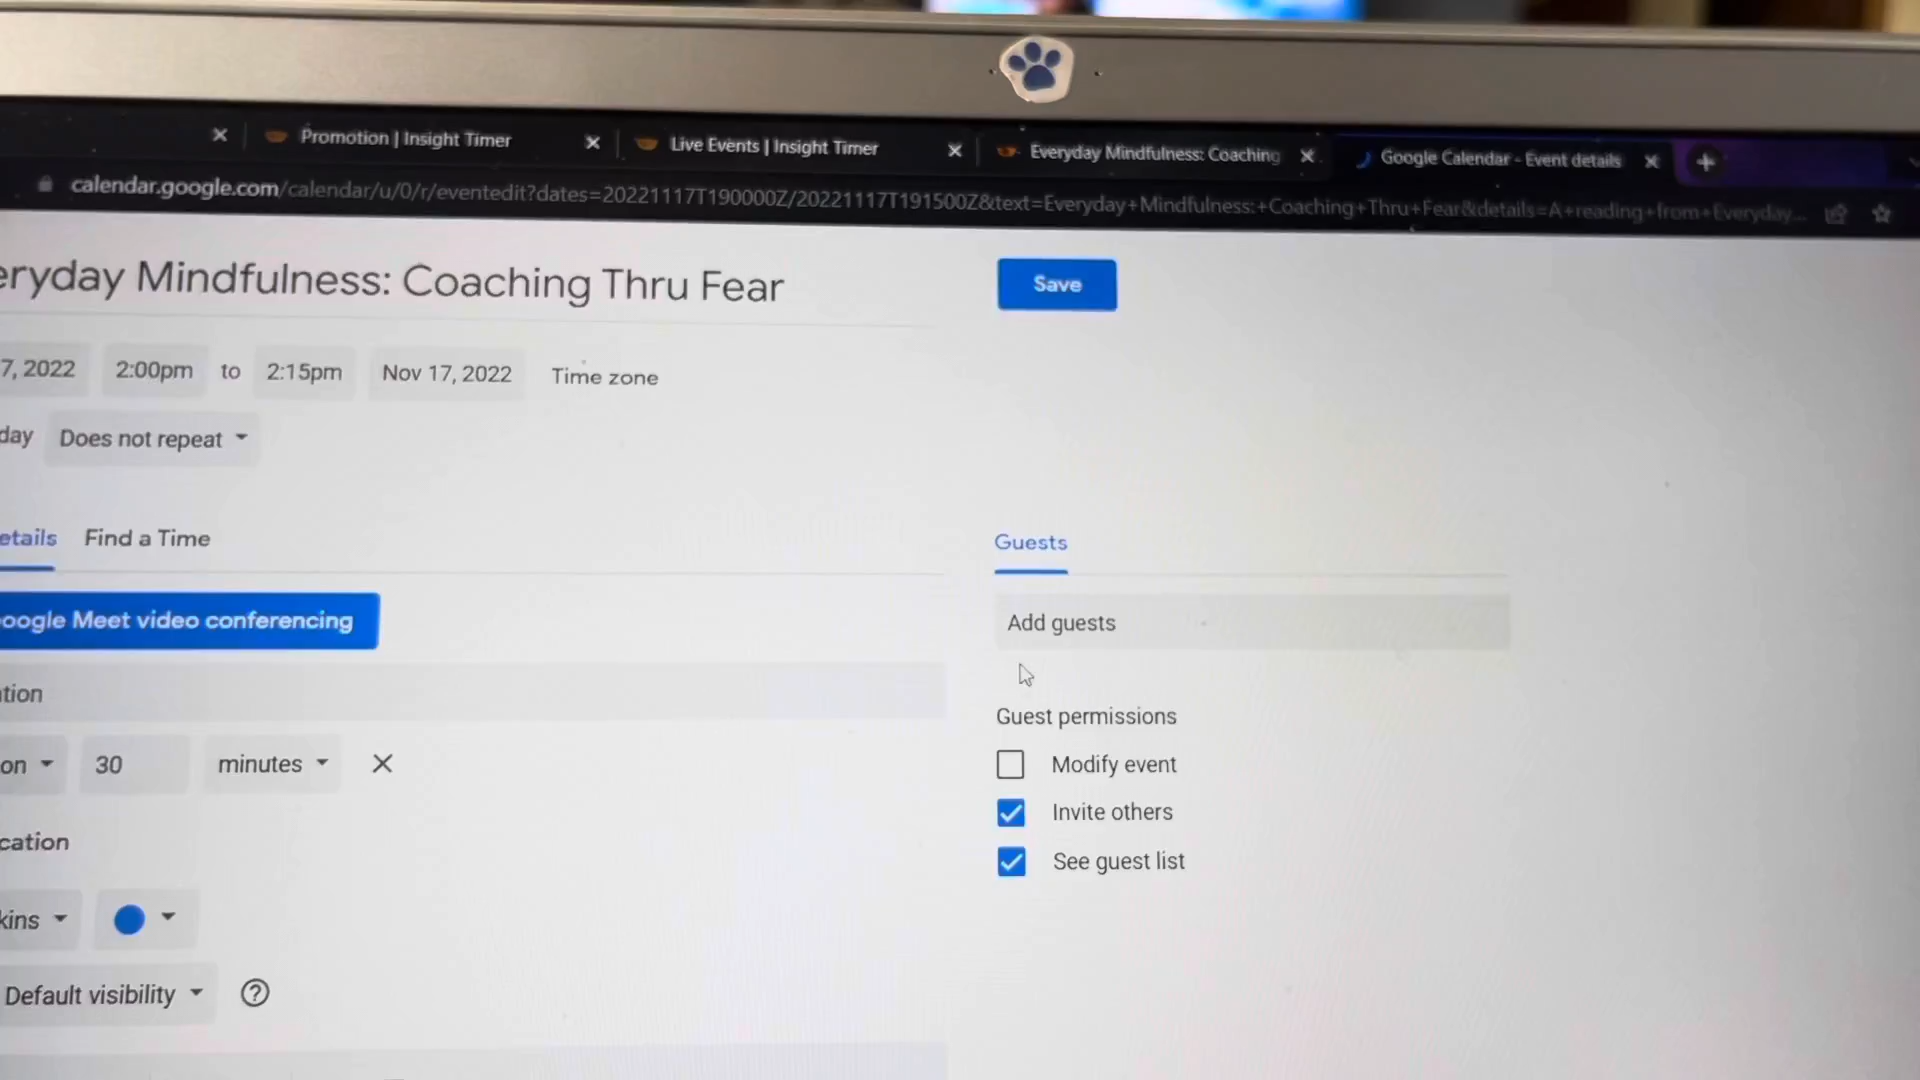 Promotion | Insight Timer
Live Events | Insight Timer
Everyday Mindfulness: Coaching
Google Calendar - Event details
calendar.google.com/calendar/u/0/r/eventedit?dates=20221117T190000Z/20221117T191500Z&text=Everyday+Mindfulness:+Coaching+Thru+Fear&details=A+reading+from+Everyday...
eryday Mindfulness: Coaching Thru Fear
Save
7, 2022 2:00pm to 2:15pm Nov 17, 2022 Time zone
day Does not repeat
etails Find a Time
Guests
oogle Meet video conferencing
Add guests
tion
Guest permissions
on 30 minutes
Modify event
Invite others
cation
See guest list
kins
Default visibility